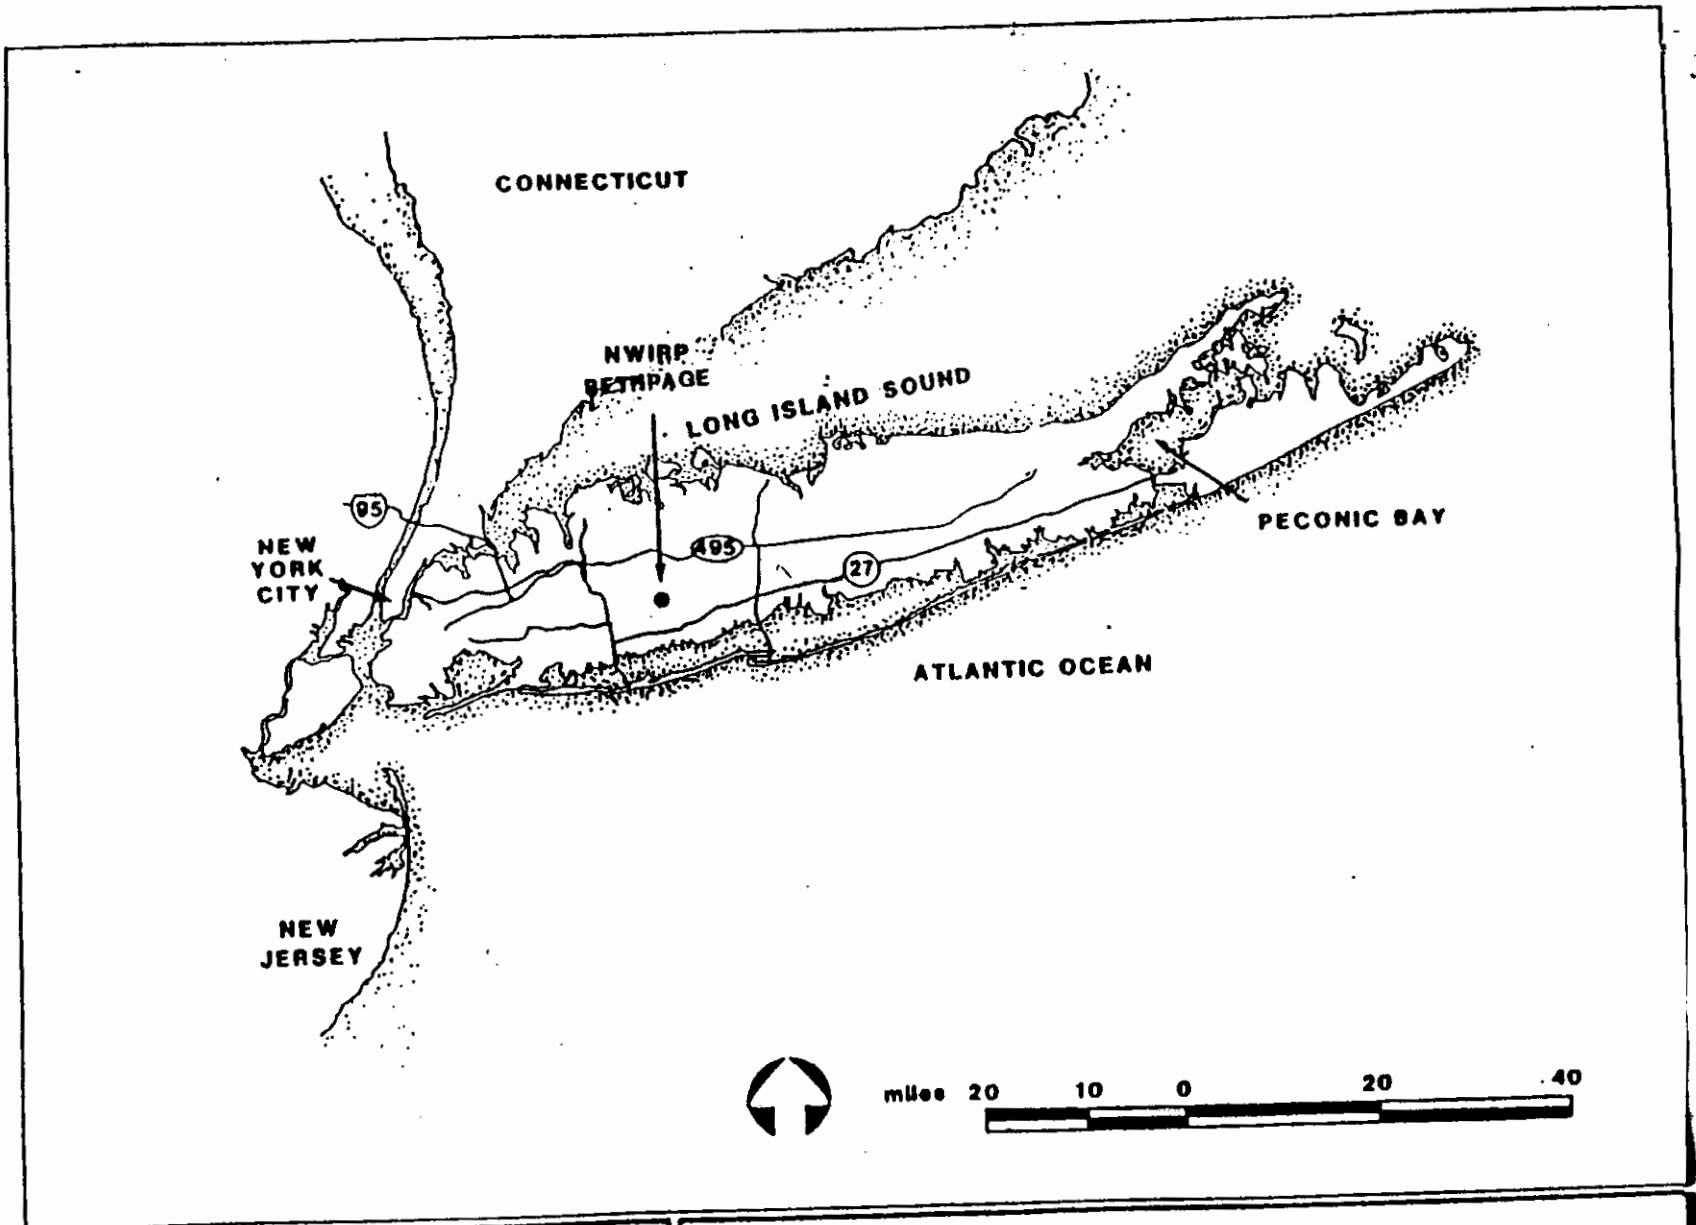 CONNECTICUT
NWIRP
BETHPAGE
LONG ISLAND SOUND
95
495
NEW
YORK
CITY
27
PECONIC BAY
ATLANTIC OCEAN
NEW
JERSEY
miles 20 10 0 20 40